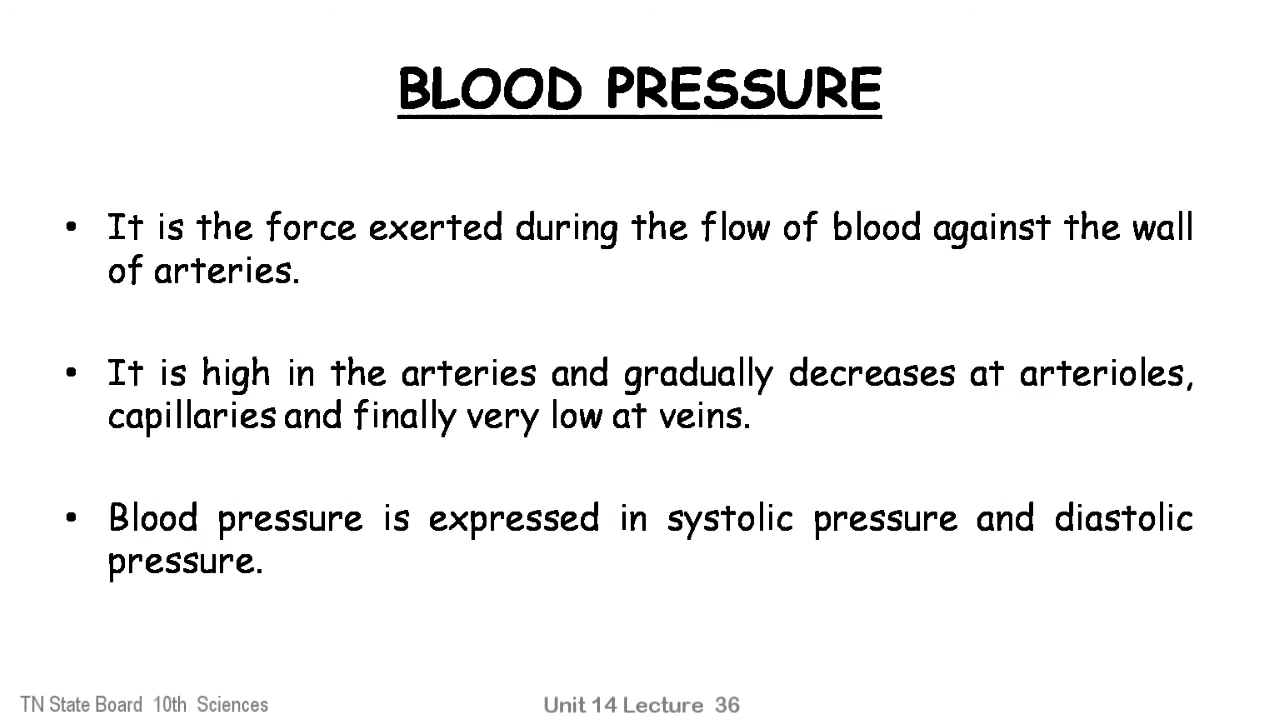 BLOOD PRESSURE
• It is the force exerted during the flow of blood against the wall
of arteries.
• It is high in the arteries and gradually decreases at arterioles,
capillaries and finally very low at veins.
• Blood pressure is expressed in systolic pressure and diastolic
pressure.
TN State Board 10th Sciences
Unit 14 Lecture 36